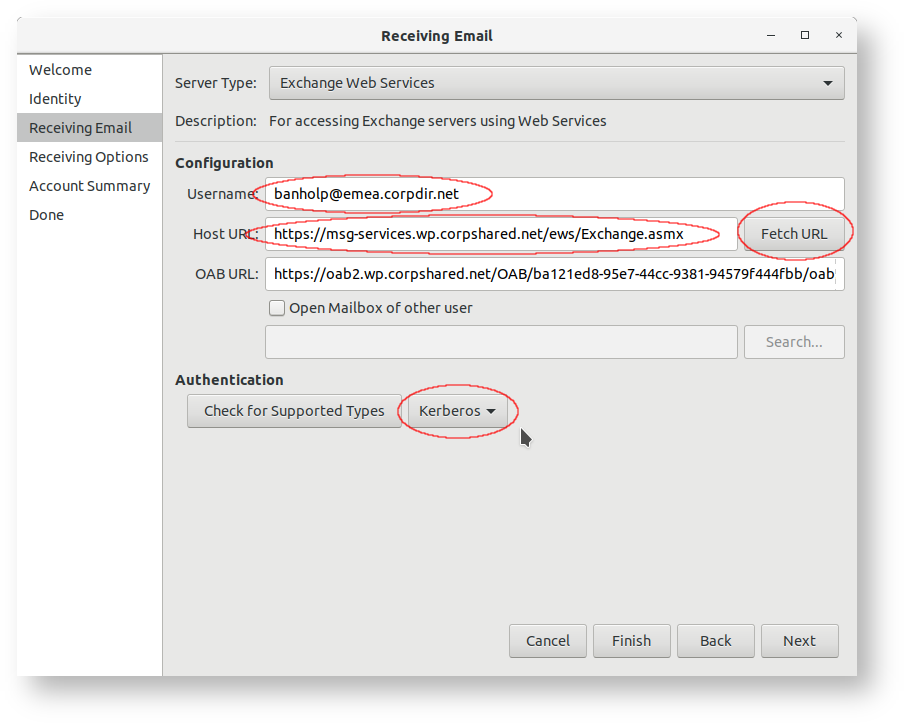 Receiving Email
Welcome
Identity
Receiving Email
Receiving Options
Account Summary
Done
Server Type: Exchange Web Services
Description: For accessing Exchange servers using Web Services
Configuration
Username: banholp@emea.corpdir.net
Host URL: https://msg-services.wp.corpshared.net/ews/Exchange.asmx Fetch URL
OAB URL: https://oab2.wp.corpshared.net/OAB/ba121ed8-95e7-44cc-9381-94579f444fbb/oab
Open Mailbox of other user
Search...
Authentication
Check for Supported Types Kerberos
Cancel Finish Back Next